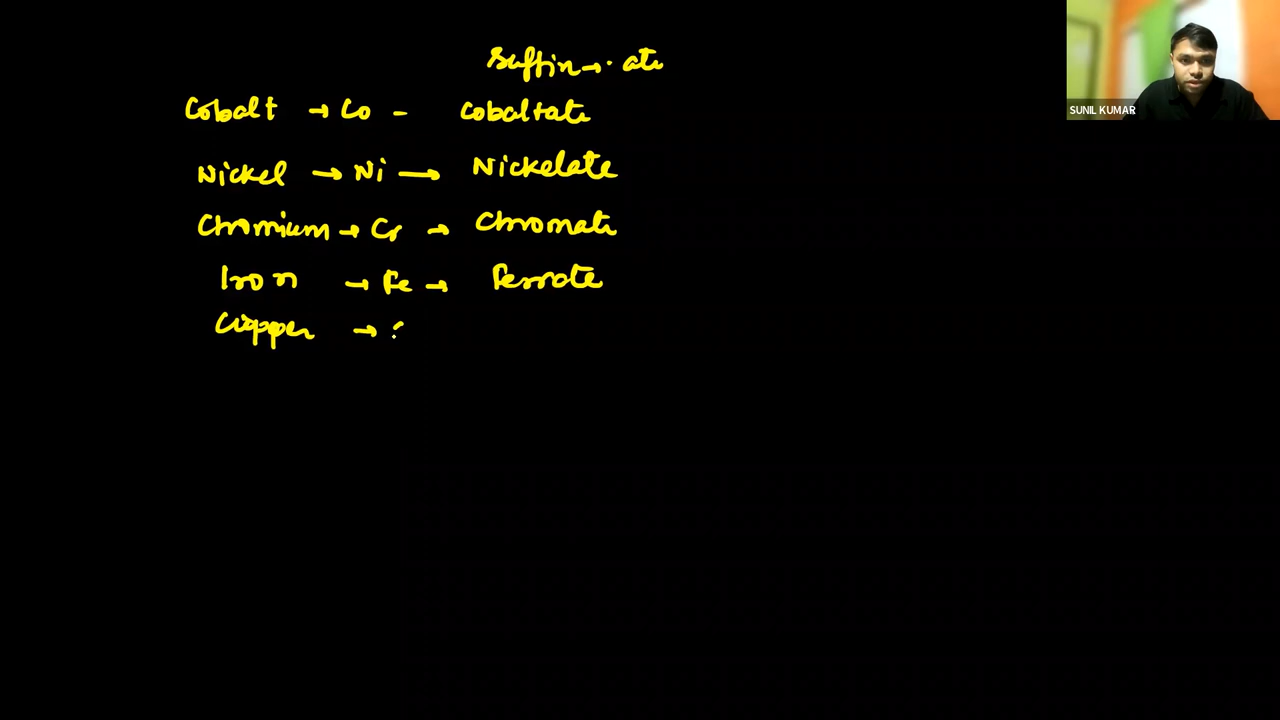 Suffix → ate
SUNIL KUMAR
Cobalt → Co - Cobaltate
Nickel → Ni → Nickelate
Chromium → Cr → Chromate
Iron → Fe → Ferrate
Copper →